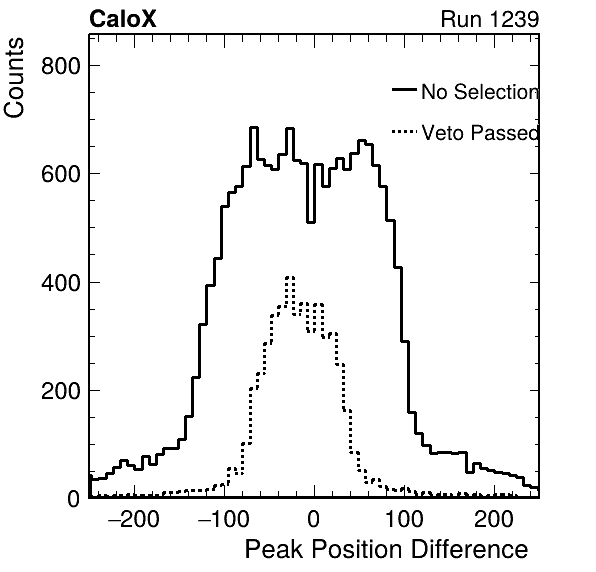 CaloX Run 1239
Counts
800
600
400
200
0
No Selection
Veto Passed
−200 −100 0 100 200
Peak Position Difference